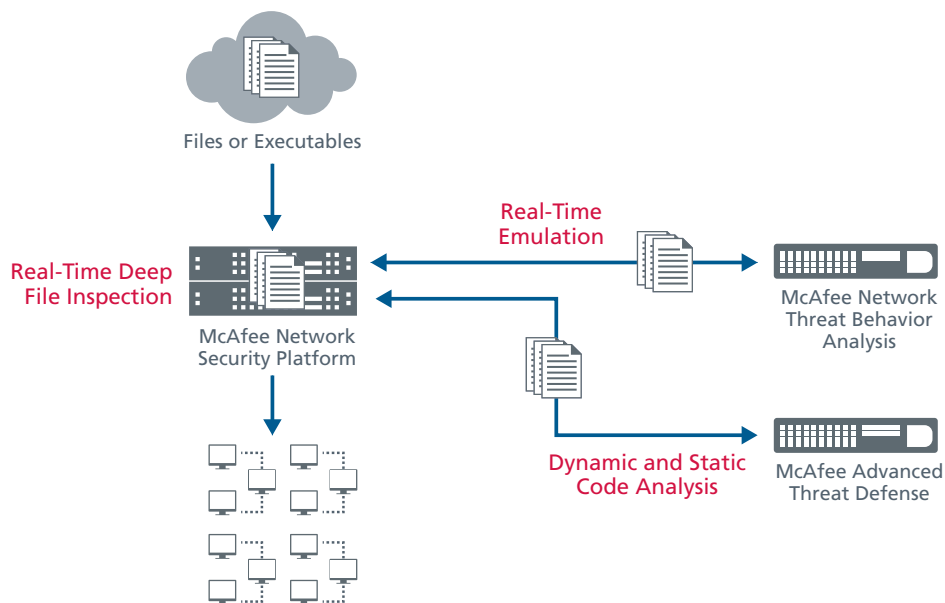 Files or Executables
Real-Time
Emulation
Real-Time Deep
File Inspection
McAfee Network
Security Platform
McAfee Network
Threat Behavior
Analysis
Dynamic and Static
Code Analysis
McAfee Advanced
Threat Defense